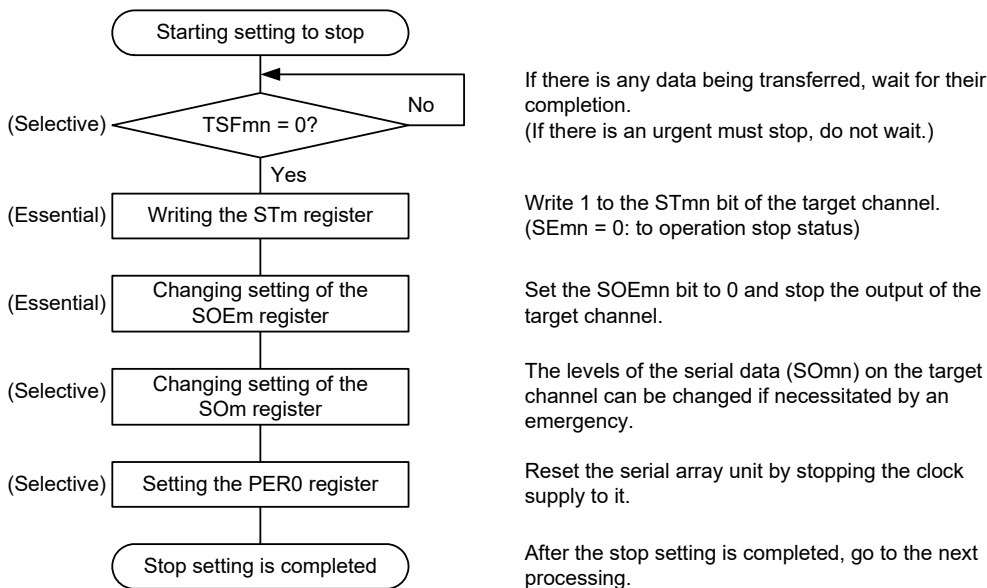 Starting setting to stop
If there is any data being transferred, wait for their
completion.
(If there is an urgent must stop, do not wait.)
(Selective)
TSFmn = 0?
No
Yes
(Essential)
Writing the STm register
Write 1 to the STmn bit of the target channel.
(SEmn = 0: to operation stop status)
(Essential)
Changing setting of the
SOEm register
Set the SOEmn bit to 0 and stop the output of the
target channel.
(Selective)
Changing setting of the
SOm register
The levels of the serial data (SOmn) on the target
channel can be changed if necessitated by an
emergency.
(Selective)
Setting the PER0 register
Reset the serial array unit by stopping the clock
supply to it.
Stop setting is completed
After the stop setting is completed, go to the next
processing.